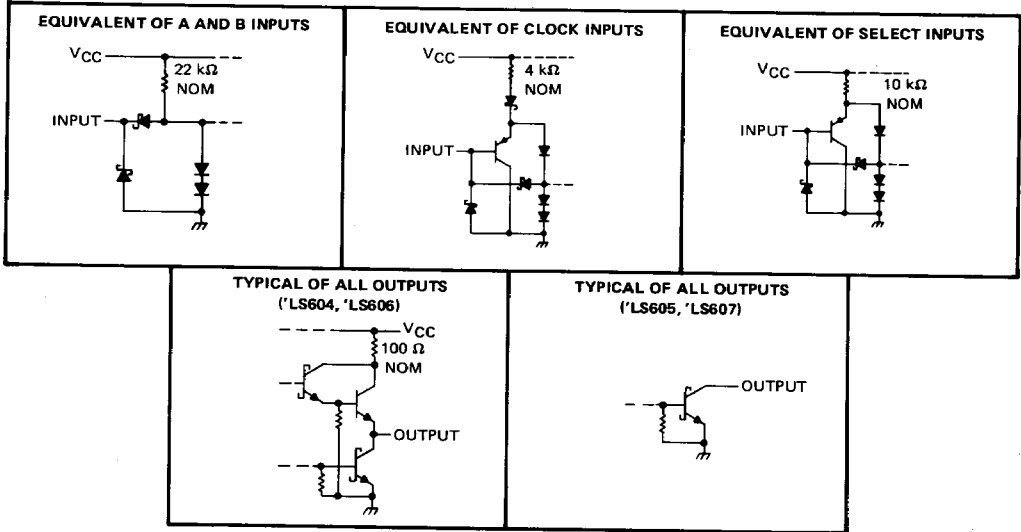 EQUIVALENT OF A AND B INPUTS
VCC
22 kΩ
NOM
INPUT
EQUIVALENT OF CLOCK INPUTS
VCC
4 kΩ
NOM
INPUT
EQUIVALENT OF SELECT INPUTS
VCC
10 kΩ
NOM
INPUT
TYPICAL OF ALL OUTPUTS
('LS604, 'LS606)
VCC
100 Ω
NOM
OUTPUT
TYPICAL OF ALL OUTPUTS
('LS605, 'LS607)
OUTPUT